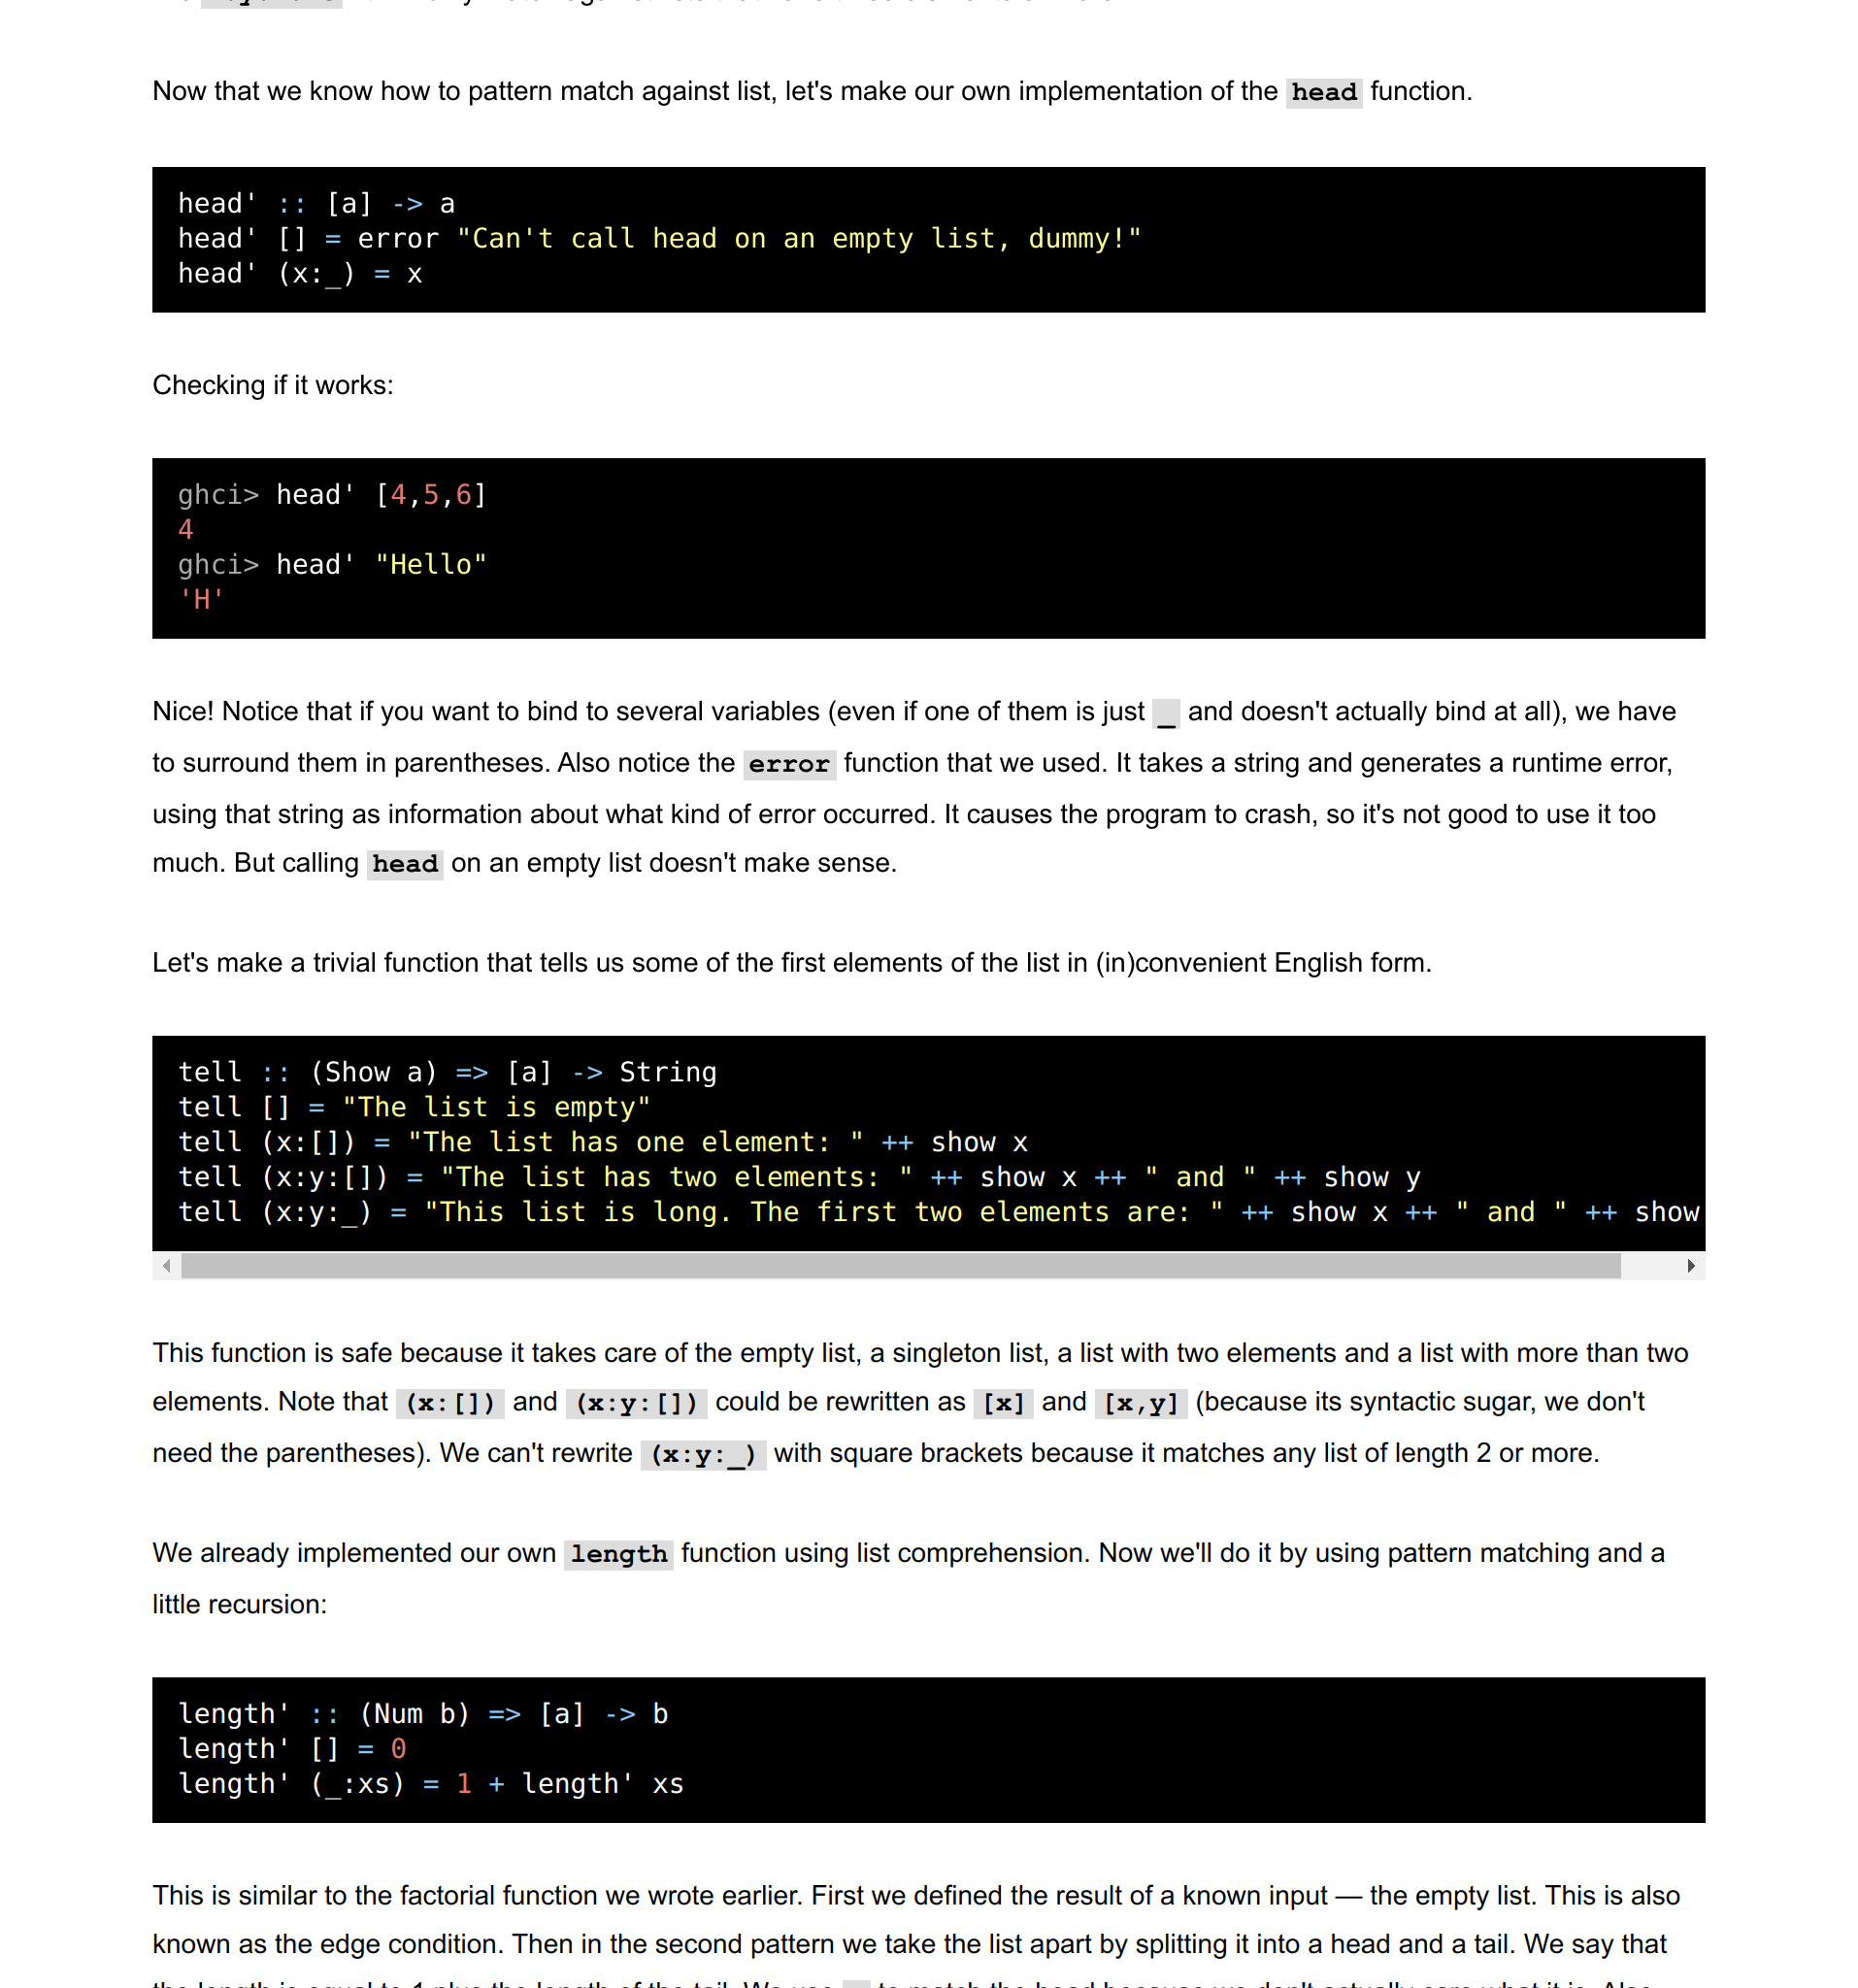 Now that we know how to pattern match against list, let's make our own implementation of the head function.
head' :: [a] -> a
head' [] = error "Can't call head on an empty list, dummy!"
head' (x:_) = x
Checking if it works:
ghci> head' [4,5,6]
4
ghci> head' "Hello"
'H'
Nice! Notice that if you want to bind to several variables (even if one of them is just _ and doesn't actually bind at all), we have
to surround them in parentheses. Also notice the error function that we used. It takes a string and generates a runtime error,
using that string as information about what kind of error occurred. It causes the program to crash, so it's not good to use it too
much. But calling head on an empty list doesn't make sense.
Let's make a trivial function that tells us some of the first elements of the list in (in)convenient English form.
tell :: (Show a) => [a] -> String
tell [] = "The list is empty"
tell (x:[]) = "The list has one element: " ++ show x
tell (x:y:[]) = "The list has two elements: " ++ show x ++ " and " ++ show y
tell (x:y:_) = "This list is long. The first two elements are: " ++ show x ++ " and " ++ show
This function is safe because it takes care of the empty list, a singleton list, a list with two elements and a list with more than two
elements. Note that (x:[]) and (x:y:[]) could be rewritten as [x] and [x,y] (because its syntactic sugar, we don't
need the parentheses). We can't rewrite (x:y:_) with square brackets because it matches any list of length 2 or more.
We already implemented our own length function using list comprehension. Now we'll do it by using pattern matching and a
little recursion:
length' :: (Num b) => [a] -> b
length' [] = 0
length' (_:xs) = 1 + length' xs
This is similar to the factorial function we wrote earlier. First we defined the result of a known input — the empty list. This is also
known as the edge condition. Then in the second pattern we take the list apart by splitting it into a head and a tail. We say that